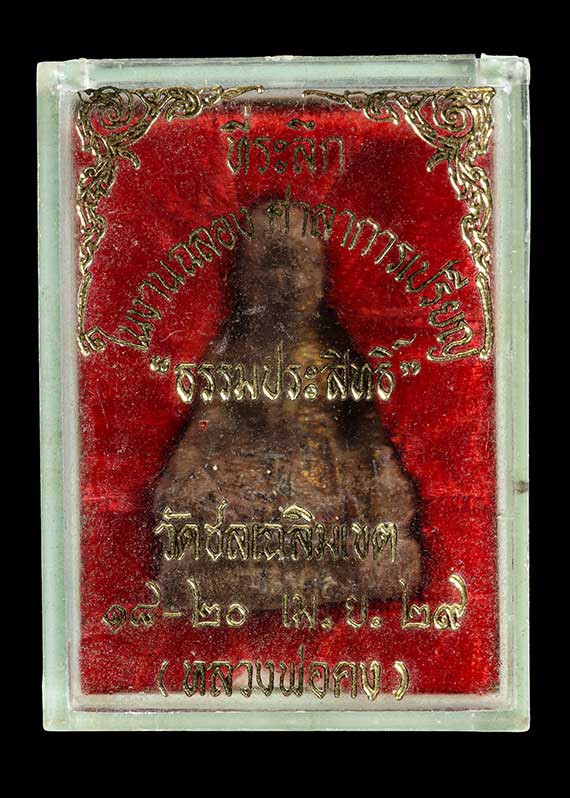 ที่ระลึก
ในงานฉลอง ศาลาการเปรียญ
"ธรรมประสิทธิ์"
วัดชลเฉลิมเขต
๑๘-๒๐ เม.ย. ๒๙
(หลวงพ่อคง)